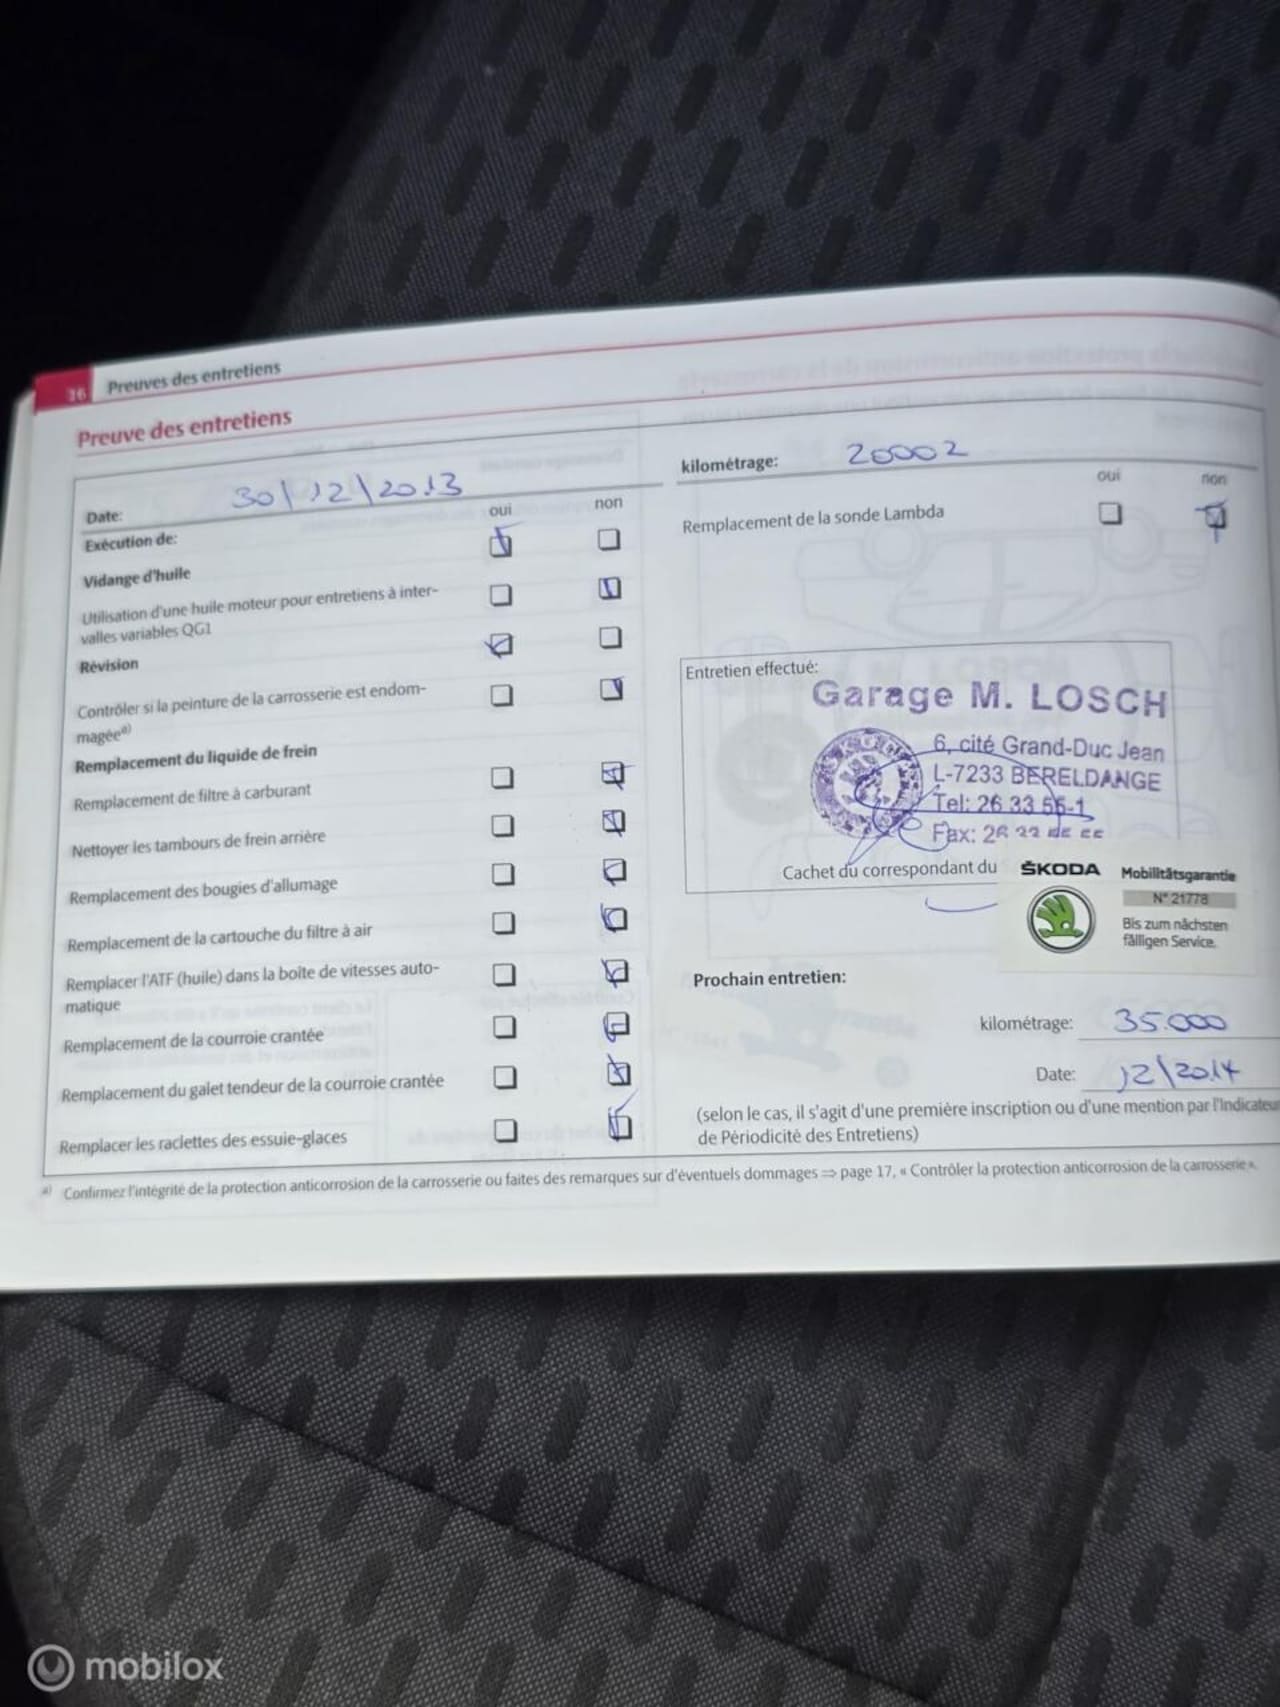 36 Preuves des entretiens
Preuve des entretiens
Date: 30/12/2013
oui non
Exécution de:
Vidange d'huile
Utilisation d'une huile moteur pour entretiens à inter-
valles variables QG1
Révision
Contrôler si la peinture de la carrosserie est endom-
magée a)
Remplacement du liquide de frein
Remplacement de filtre à carburant
Nettoyer les tambours de frein arrière
Remplacement des bougies d'allumage
Remplacement de la cartouche du filtre à air
Remplacer l'ATF (huile) dans la boîte de vitesses auto-
matique
Remplacement de la courroie crantée
Remplacement du galet tendeur de la courroie crantée
Remplacer les raclettes des essuie-glaces
kilométrage: 20002
oui non
Remplacement de la sonde Lambda
Entretien effectué:
Garage M. LOSCH
6, cité Grand-Duc Jean
L-7233 BERELDANGE
Tel: 26 33 55-1
Fax: 26
Cachet du correspondant du
ŠKODA
Mobilitätsgarantie
N° 21778
Bis zum nächsten
fälligen Service.
Prochain entretien:
kilométrage: 35.000
Date: 12/2014
(selon le cas, il s'agit d'une première inscription ou d'une mention par l'Indicateur
de Périodicité des Entretiens)
a) Confirmez l'intégrité de la protection anticorrosion de la carrosserie ou faites des remarques sur d'éventuels dommages ⇒ page 17, « Contrôler la protection anticorrosion de la carrosserie ».
mobilox